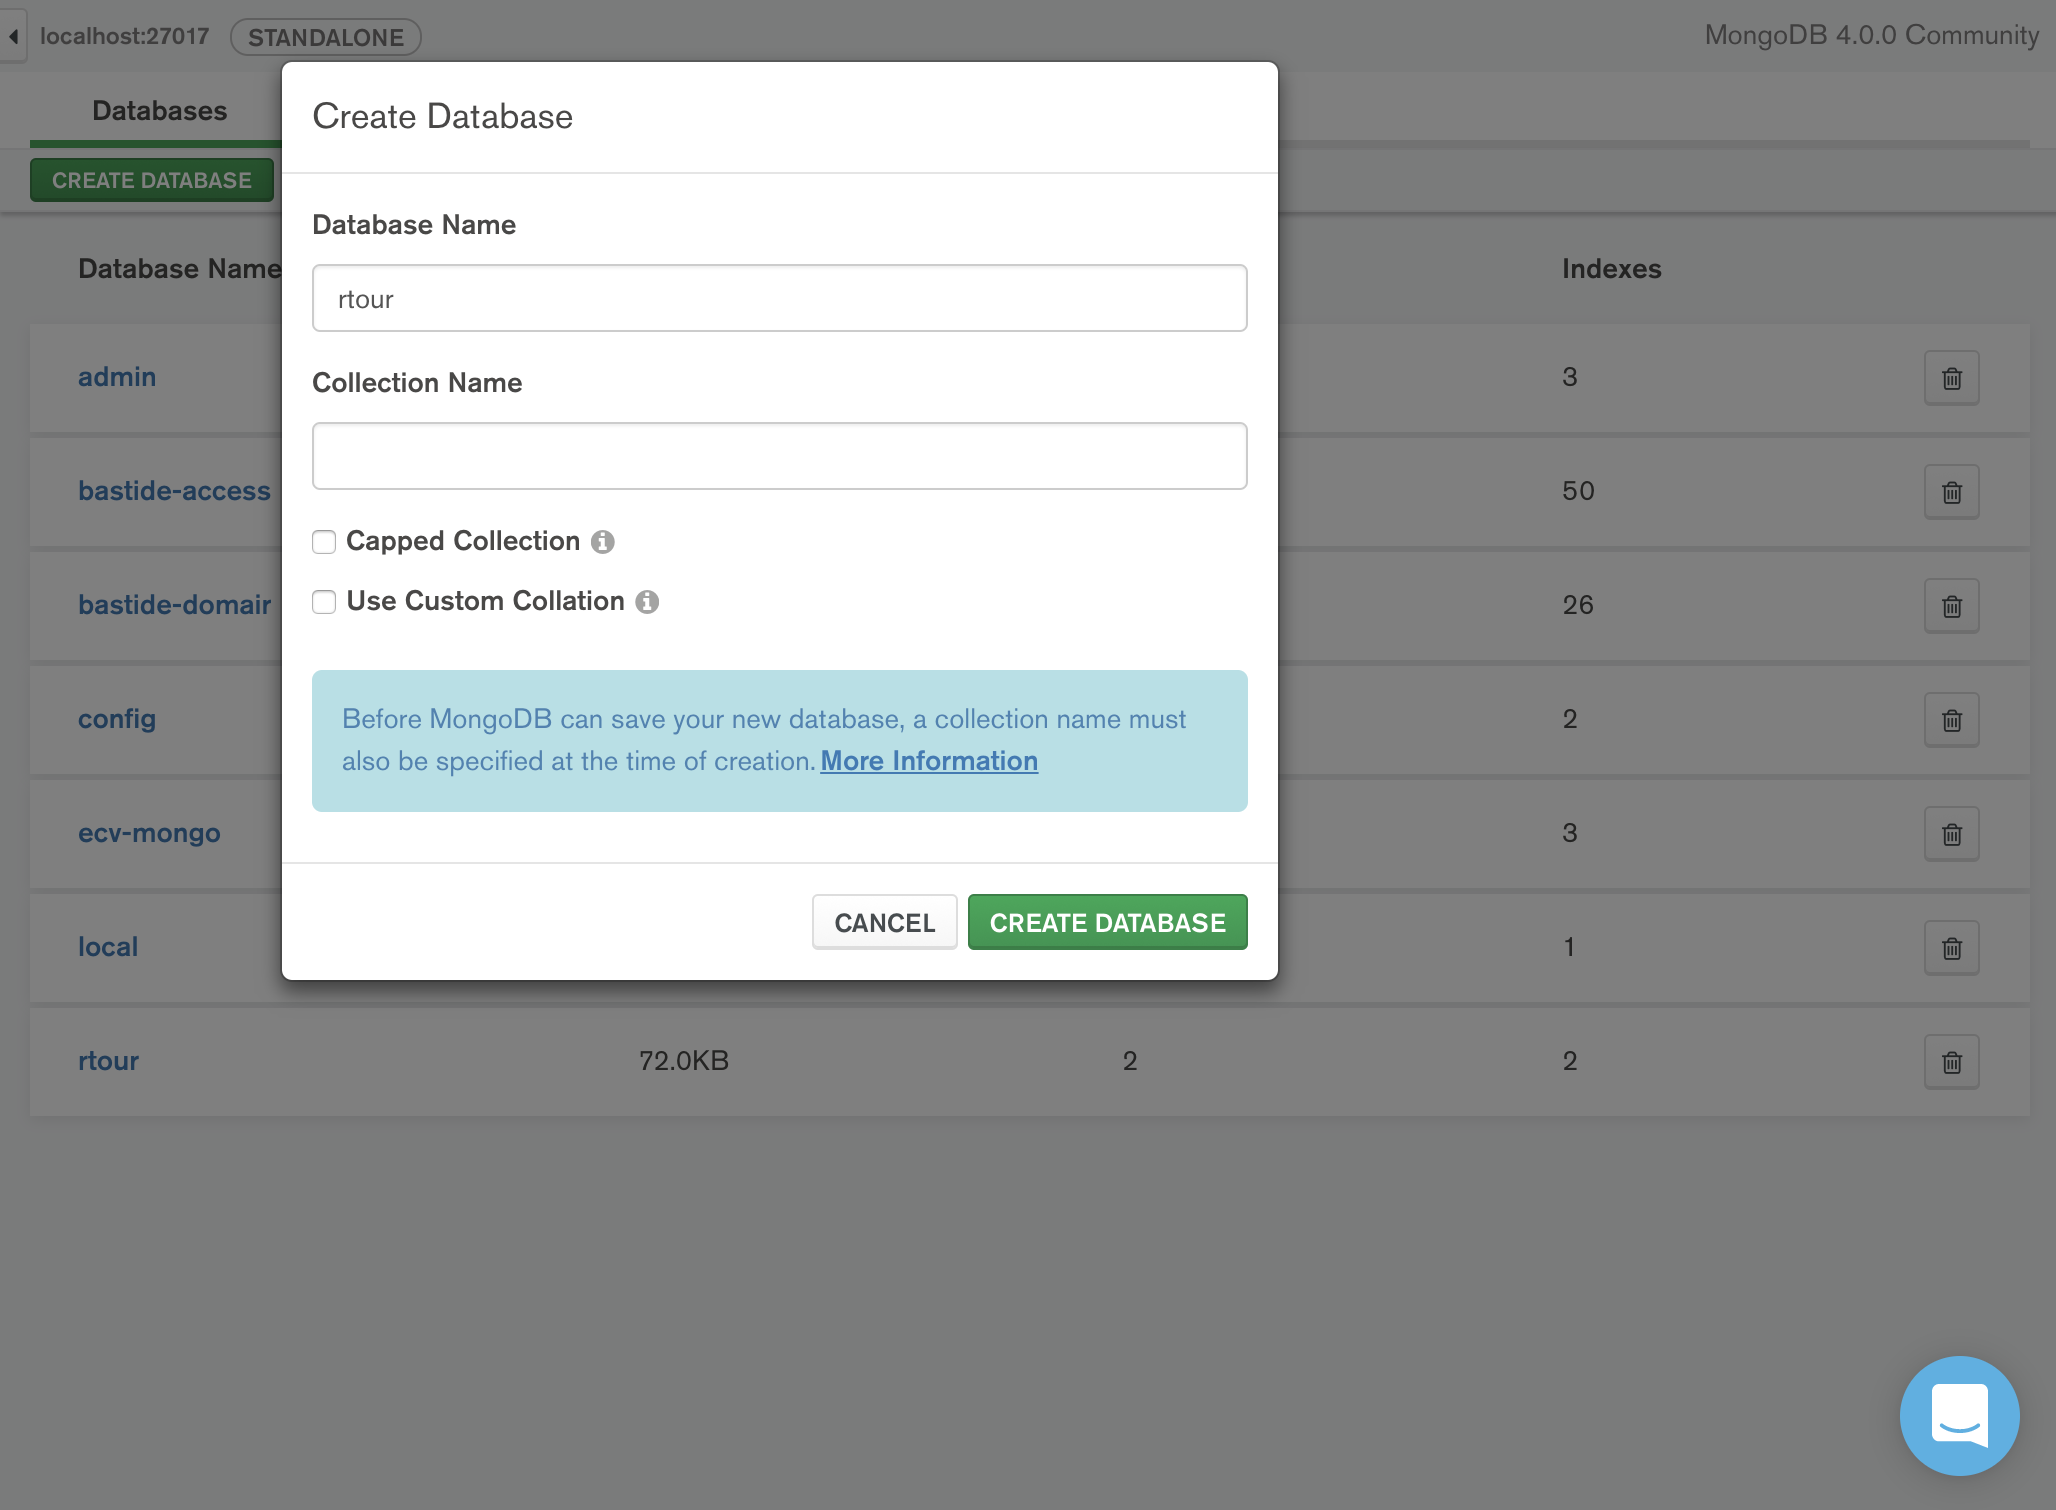 localhost:27017 STANDALONE MongoDB 4.0.0 Community
Databases
CREATE DATABASE
Database Name Indexes
admin 3
bastide-access 50
bastide-domair 26
config 2
ecv-mongo 3
local 1
rtour 72.0KB 2 2
Create Database
Database Name
rtour
Collection Name
Capped Collection
Use Custom Collation
Before MongoDB can save your new database, a collection name must
also be specified at the time of creation. More Information
CANCEL CREATE DATABASE